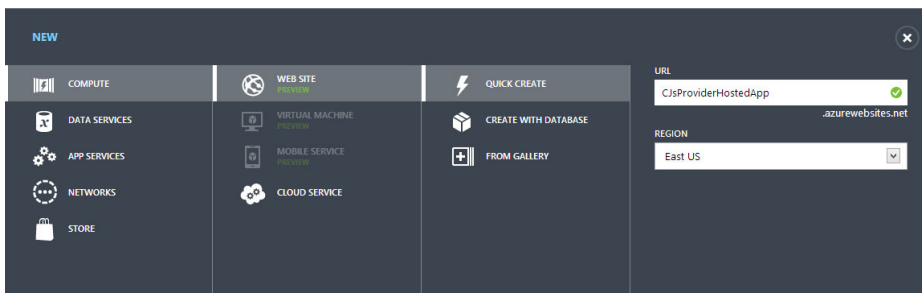 NEW
COMPUTE
DATA SERVICES
APP SERVICES
NETWORKS
STORE
WEB SITE
PREVIEW
VIRTUAL MACHINE
PREVIEW
MOBILE SERVICE
PREVIEW
CLOUD SERVICE
QUICK CREATE
CREATE WITH DATABASE
FROM GALLERY
URL
CJsProviderHostedApp
.azurewebsites.net
REGION
East US